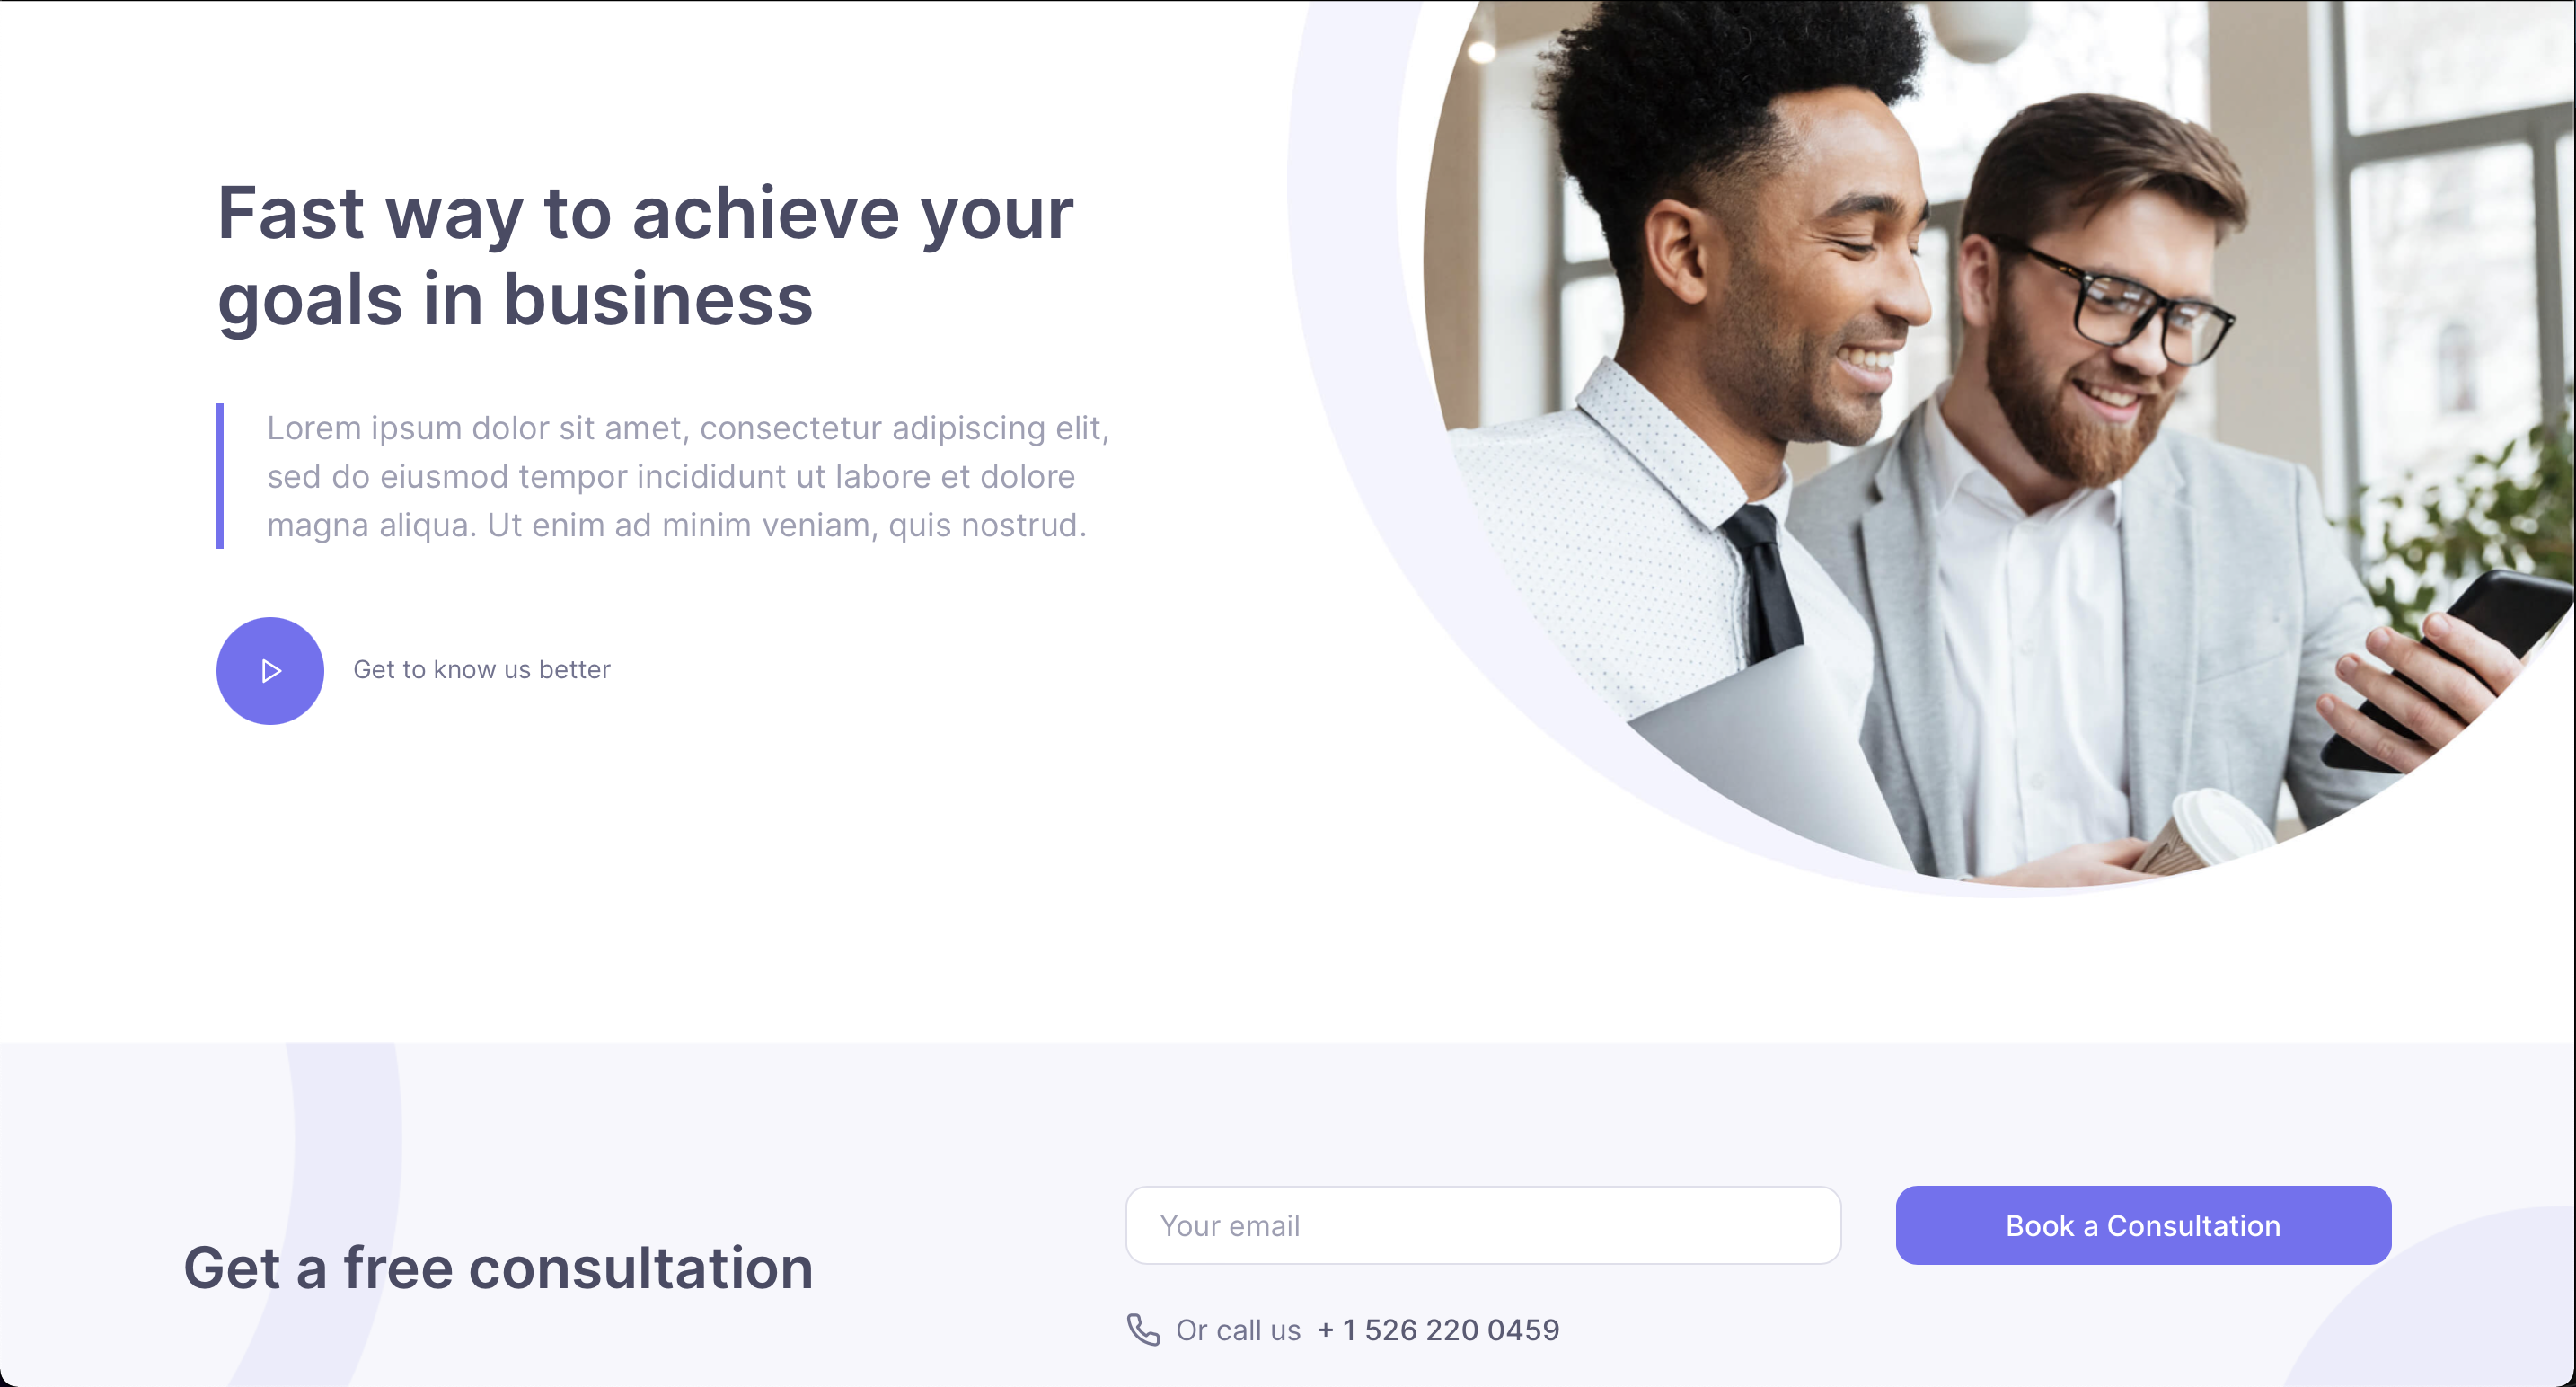 Fast way to achieve your
goals in business
Lorem ipsum dolor sit amet, consectetur adipiscing elit,
sed do eiusmod tempor incididunt ut labore et dolore
magna aliqua. Ut enim ad minim veniam, quis nostrud.
Get to know us better
Get a free consultation
Your email
Book a Consultation
Or call us + 1 526 220 0459